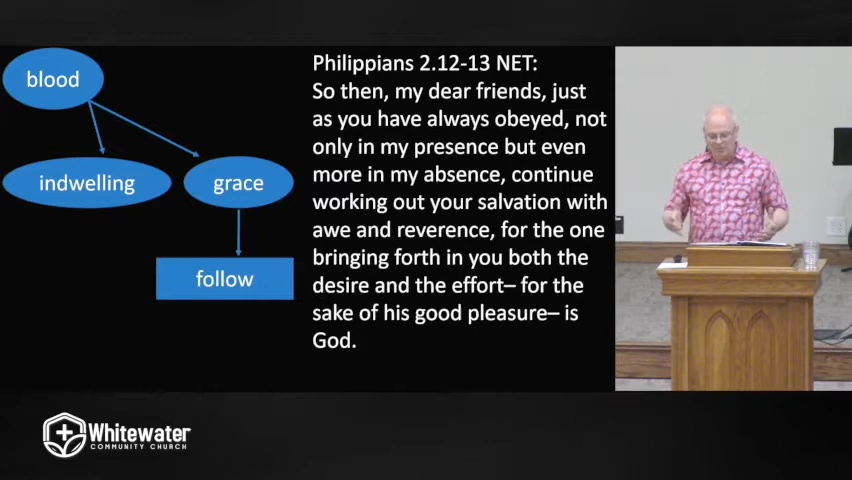 blood
indwelling
grace
follow
Philippians 2.12-13 NET:
So then, my dear friends, just
as you have always obeyed, not
only in my presence but even
more in my absence, continue
working out your salvation with
awe and reverence, for the one
bringing forth in you both the
desire and the effort– for the
sake of his good pleasure– is
God.
Whitewater
COMMUNITY CHURCH